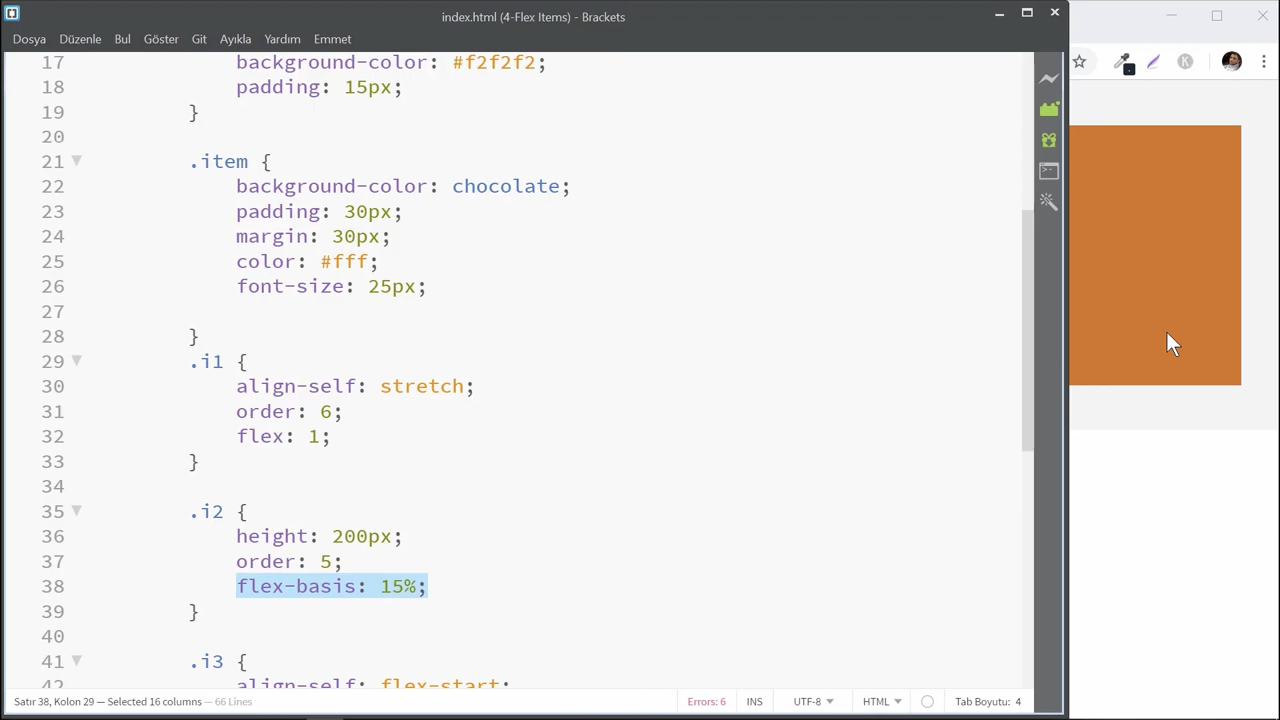 index.html (4-Flex Items) - Brackets
Dosya Düzenle Bul Göster Git Ayıkla Yardım Emmet
17 background-color: #f2f2f2;
18 padding: 15px;
19 }
20
21 .item {
22 background-color: chocolate;
23 padding: 30px;
24 margin: 30px;
25 color: #fff;
26 font-size: 25px;
27
28 }
29 .i1 {
30 align-self: stretch;
31 order: 6;
32 flex: 1;
33 }
34
35 .i2 {
36 height: 200px;
37 order: 5;
38 flex-basis: 15%;
39 }
40
41 .i3 {
42 align-self: flex-start;
Satır 38, Kolon 29 — Selected 16 columns — 66 Lines Errors: 6 INS UTF-8 HTML Tab Boyutu: 4
K